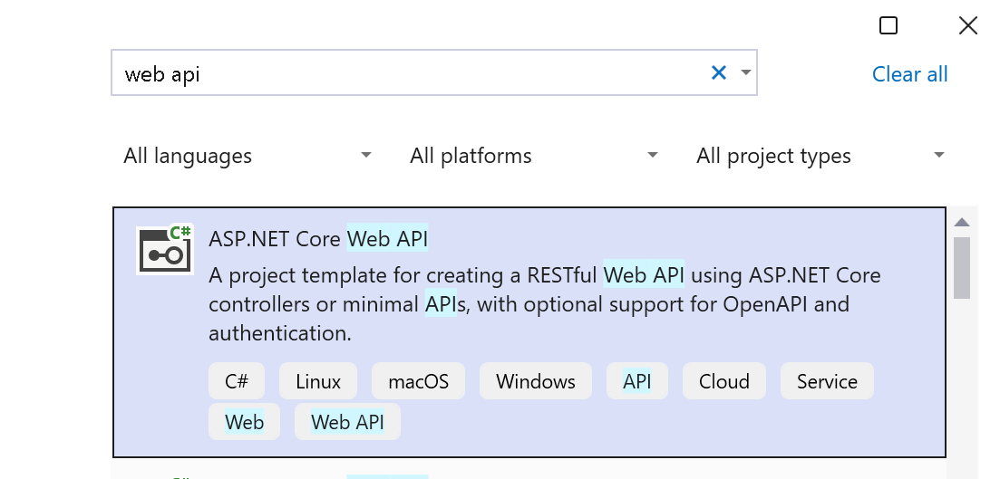 web api
Clear all
All languages
All platforms
All project types
C#
ASP.NET Core Web API
A project template for creating a RESTful Web API using ASP.NET Core
controllers or minimal APIs, with optional support for OpenAPI and
authentication.
C# Linux macOS Windows API Cloud Service
Web Web API